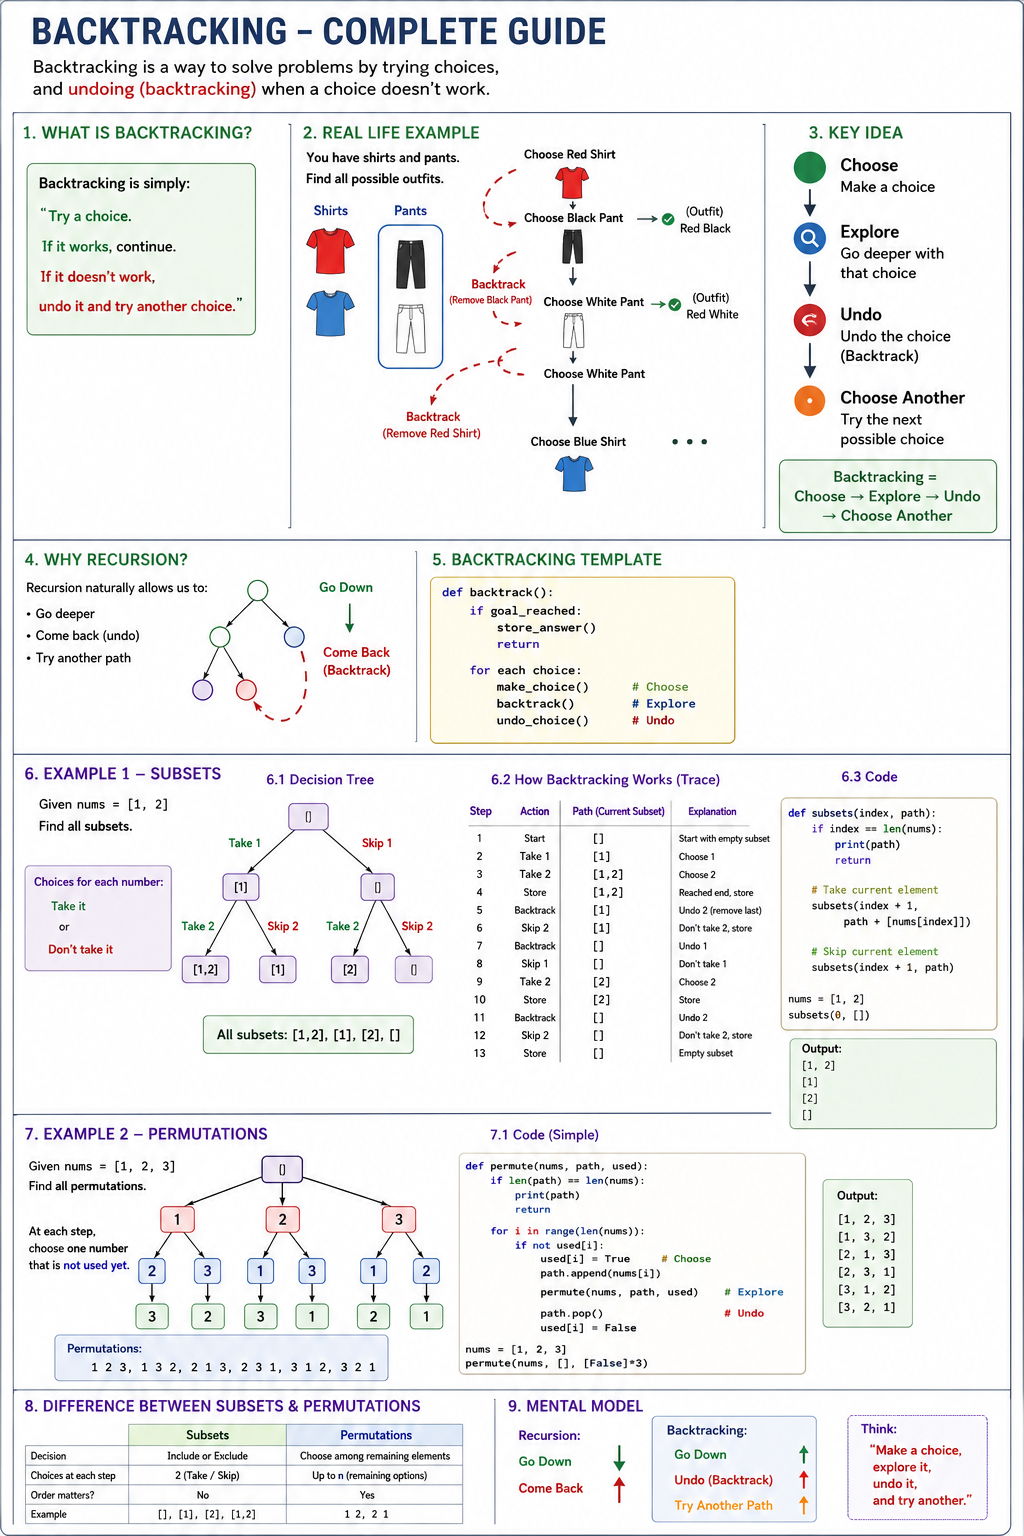 BACKTRACKING – COMPLETE GUIDE
Backtracking is a way to solve problems by trying choices,
and undoing (backtracking) when a choice doesn't work.
1. WHAT IS BACKTRACKING?
Backtracking is simply:
"Try a choice.
If it works, continue.
If it doesn't work,
undo it and try another choice."
2. REAL LIFE EXAMPLE
You have shirts and pants.
Find all possible outfits.
Shirts
Pants
Choose Red Shirt
Choose Black Pant
(Outfit)
Red Black
Backtrack
(Remove Black Pant)
Choose White Pant
(Outfit)
Red White
Choose White Pant
Backtrack
(Remove Red Shirt)
Choose Blue Shirt
• • •
3. KEY IDEA
Choose
Make a choice
Explore
Go deeper with
that choice
Undo
Undo the choice
(Backtrack)
Choose Another
Try the next
possible choice
Backtracking =
Choose → Explore → Undo
→ Choose Another
4. WHY RECURSION?
Recursion naturally allows us to:
• Go deeper
• Come back (undo)
• Try another path
Go Down
Come Back
(Backtrack)
5. BACKTRACKING TEMPLATE
def backtrack():
if goal_reached:
store_answer()
return
for each choice:
make_choice() # Choose
backtrack() # Explore
undo_choice() # Undo
6. EXAMPLE 1 – SUBSETS
Given nums = [1, 2]
Find all subsets.
Choices for each number:
Take it
or
Don't take it
6.1 Decision Tree
[]
Take 1
Skip 1
[1]
[]
Take 2
Skip 2
Take 2
Skip 2
[1,2]
[1]
[2]
[]
All subsets: [1,2], [1], [2], []
6.2 How Backtracking Works (Trace)
Step Action Path (Current Subset) Explanation
1 Start [] Start with empty subset
2 Take 1 [1] Choose 1
3 Take 2 [1,2] Choose 2
4 Store [1,2] Reached end, store
5 Backtrack [1] Undo 2 (remove last)
6 Skip 2 [1] Don't take 2, store
7 Backtrack [] Undo 1
8 Skip 1 [] Don't take 1
9 Take 2 [2] Choose 2
10 Store [2] Store
11 Backtrack [] Undo 2
12 Skip 2 [] Don't take 2, store
13 Store [] Empty subset
6.3 Code
def subsets(index, path):
if index == len(nums):
print(path)
return
# Take current element
subsets(index + 1,
path + [nums[index]])
# Skip current element
subsets(index + 1, path)
nums = [1, 2]
subsets(0, [])
Output:
[1, 2]
[1]
[2]
[]
7. EXAMPLE 2 – PERMUTATIONS
Given nums = [1, 2, 3]
Find all permutations.
At each step,
choose one number
that is not used yet.
[]
1 2 3
2 3 1 3 1 2
3 2 3 1 2 1
Permutations:
1 2 3, 1 3 2, 2 1 3, 2 3 1, 3 1 2, 3 2 1
7.1 Code (Simple)
def permute(nums, path, used):
if len(path) == len(nums):
print(path)
return
for i in range(len(nums)):
if not used[i]:
used[i] = True # Choose
path.append(nums[i])
permute(nums, path, used) # Explore
path.pop() # Undo
used[i] = False
nums = [1, 2, 3]
permute(nums, [], [False]*3)
Output:
[1, 2, 3]
[1, 3, 2]
[2, 1, 3]
[2, 3, 1]
[3, 1, 2]
[3, 2, 1]
8. DIFFERENCE BETWEEN SUBSETS & PERMUTATIONS
Subsets Permutations
Decision Include or Exclude Choose among remaining elements
Choices at each step 2 (Take / Skip) Up to n (remaining options)
Order matters? No Yes
Example [], [1], [2], [1,2] 1 2, 2 1
9. MENTAL MODEL
Recursion:
Go Down
Come Back
Backtracking:
Go Down
Undo (Backtrack)
Try Another Path
Think:
"Make a choice,
explore it,
undo it,
and try another."